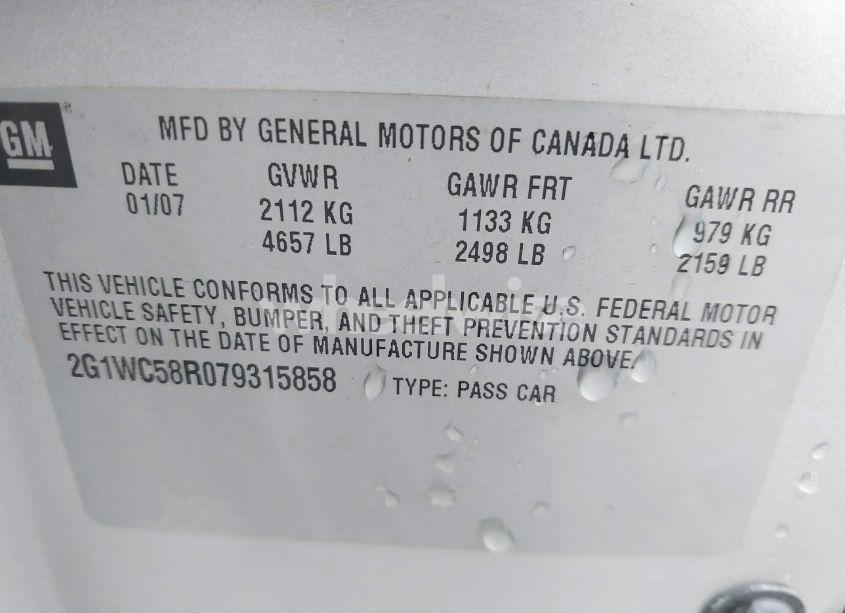 GM®
MFD BY GENERAL MOTORS OF CANADA LTD.
DATE GVWR GAWR FRT GAWR RR
01/07 2112 KG 1133 KG 979 KG
4657 LB 2498 LB 2159 LB
THIS VEHICLE CONFORMS TO ALL APPLICABLE U.S. FEDERAL MOTOR
VEHICLE SAFETY, BUMPER, AND THEFT PREVENTION STANDARDS IN
EFFECT ON THE DATE OF MANUFACTURE SHOWN ABOVE.
2G1WC58R079315858 TYPE: PASS CAR